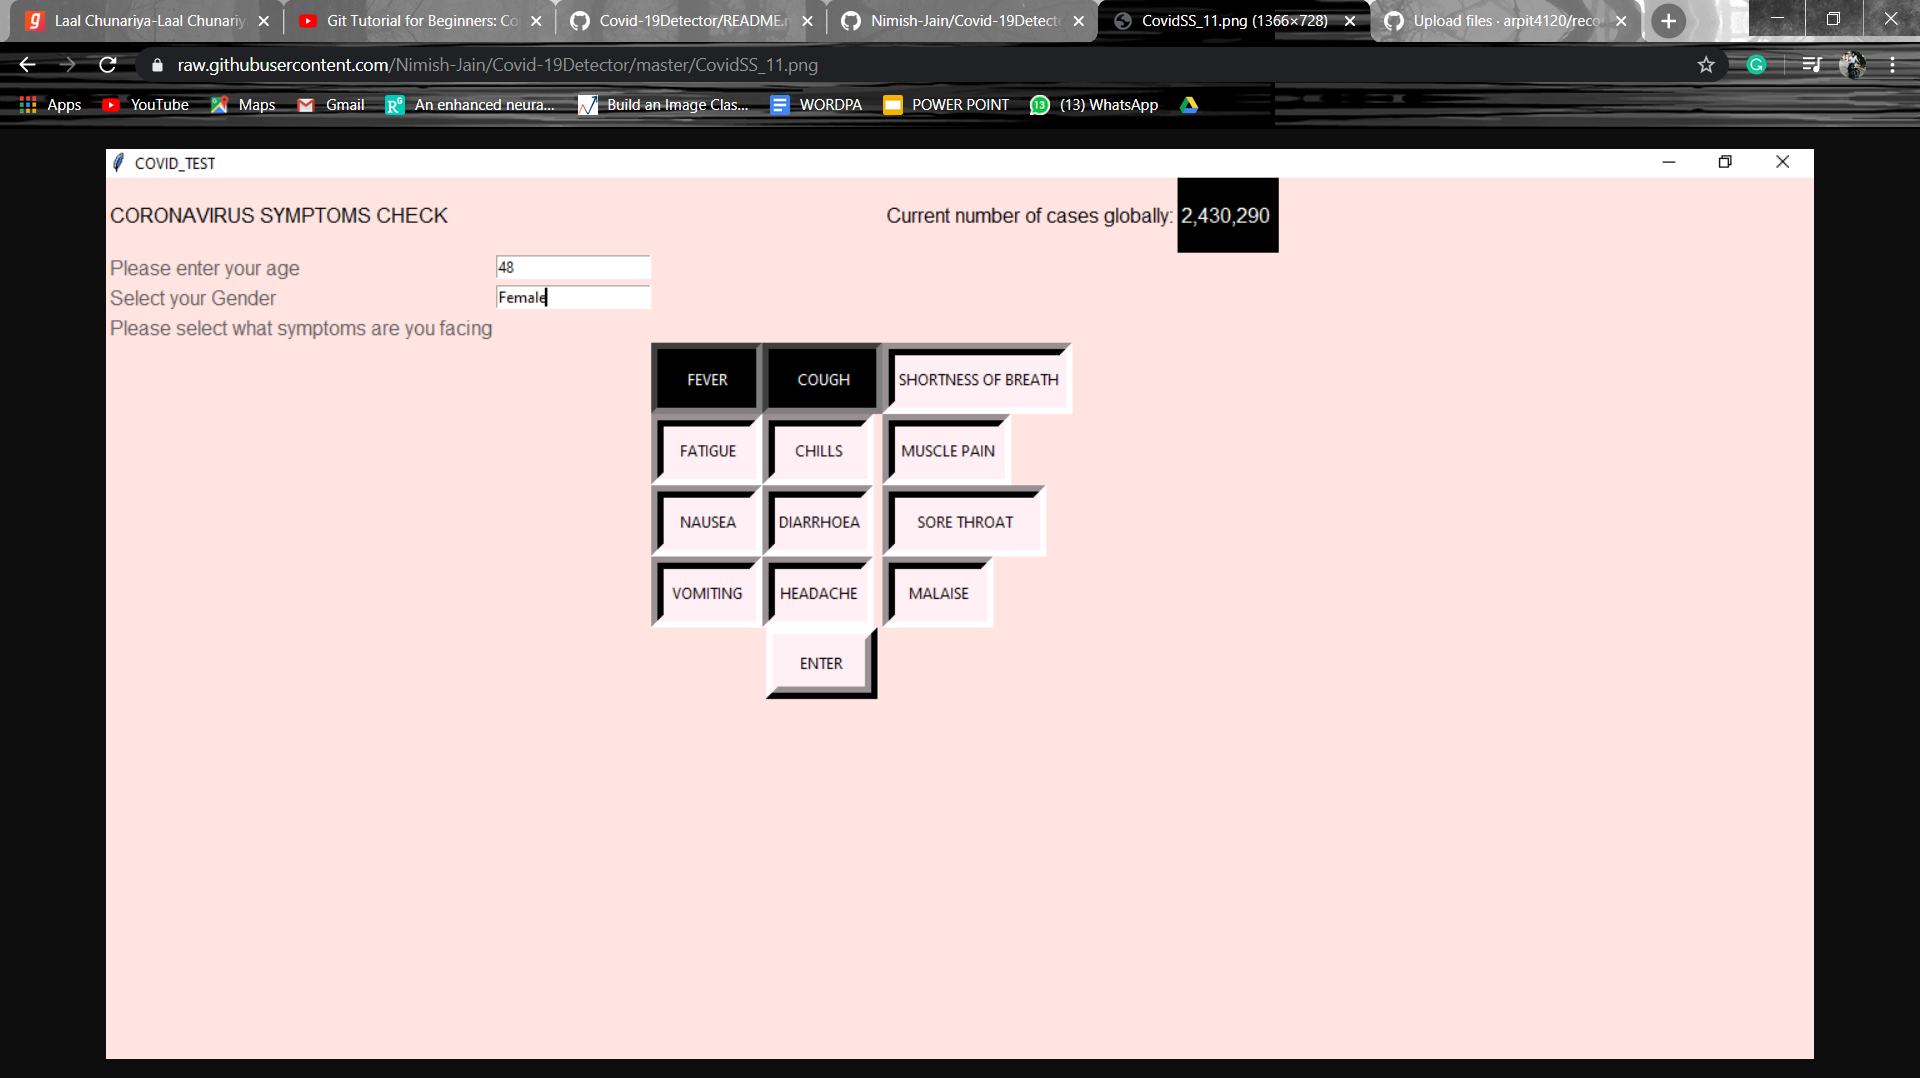 Laal Chunariya-Laal Chunariy
Git Tutorial for Beginners: Co
Covid-19Detector/README.
Nimish-Jain/Covid-19Detect
CovidSS_11.png (1366×728)
Upload files · arpit4120/reco
raw.githubusercontent.com/Nimish-Jain/Covid-19Detector/master/CovidSS_11.png
Apps YouTube Maps Gmail An enhanced neura... Build an Image Clas... WORDPA POWER POINT 13 (13) WhatsApp
COVID_TEST
CORONAVIRUS SYMPTOMS CHECK Current number of cases globally: 2,430,290
Please enter your age 48
Select your Gender Female
Please select what symptoms are you facing
FEVER COUGH SHORTNESS OF BREATH
FATIGUE CHILLS MUSCLE PAIN
NAUSEA DIARRHOEA SORE THROAT
VOMITING HEADACHE MALAISE
ENTER